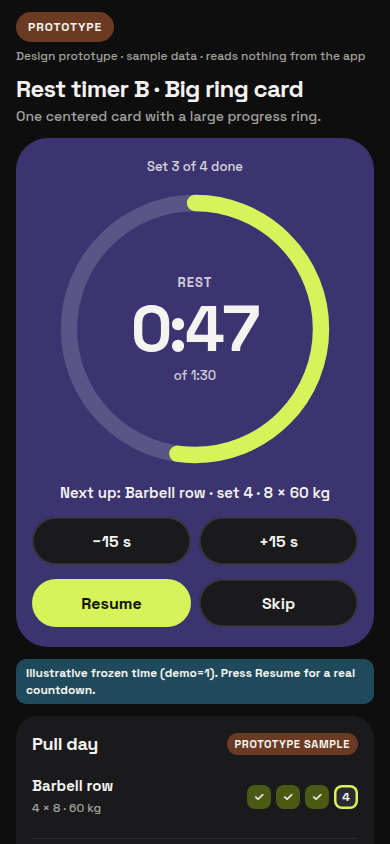 PROTOTYPE
Design prototype · sample data · reads nothing from the app
Rest timer B · Big ring card
One centered card with a large progress ring.
Set 3 of 4 done
REST
0:47
of 1:30
Next up: Barbell row · set 4 · 8 × 60 kg
−15 s
+15 s
Resume
Skip
Illustrative frozen time (demo=1). Press Resume for a real
countdown.
Pull day
PROTOTYPE SAMPLE
Barbell row
4 × 8 · 60 kg
4